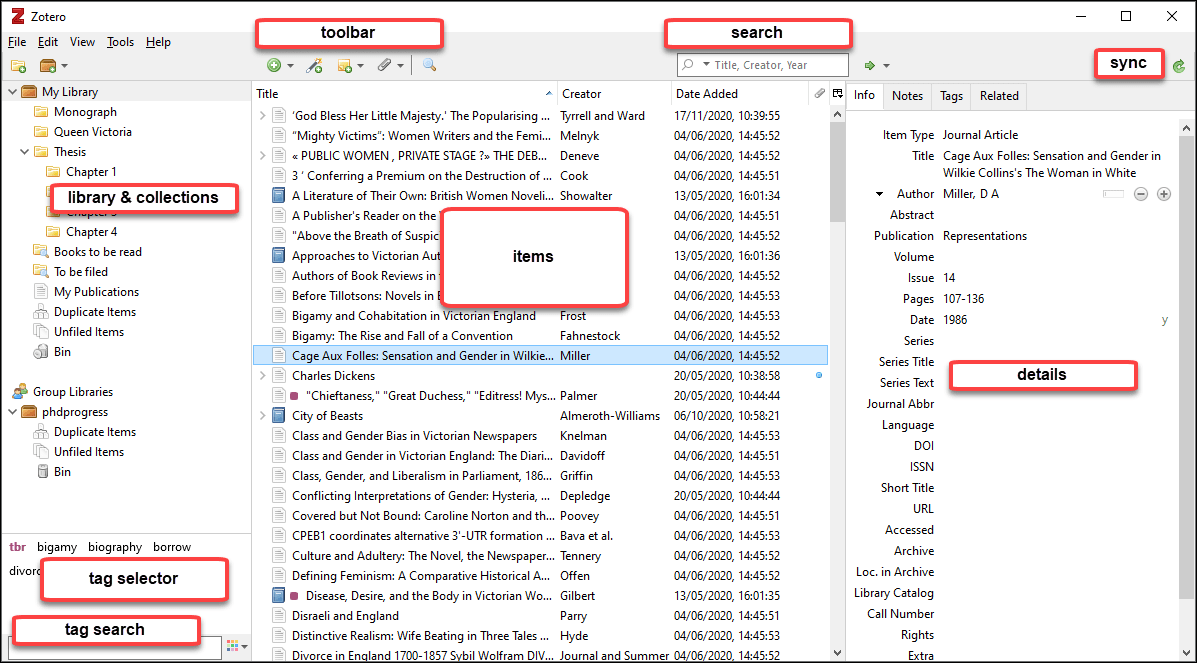 Zotero
File Edit View Tools Help
toolbar
search
sync
Title, Creator, Year
My Library
Monograph
Queen Victoria
Thesis
Chapter 1
library & collections
Chapter 4
Books to be read
To be filed
My Publications
Duplicate Items
Unfiled Items
Bin
Group Libraries
phdprogress
Duplicate Items
Unfiled Items
Bin
tbr bigamy biography borrow
tag selector
tag search
Title Creator Date Added
'God Bless Her Little Majesty.' The Popularising ... Tyrrell and Ward 17/11/2020, 10:39:55
“Mighty Victims”: Women Writers and the Femi... Melnyk 04/06/2020, 14:45:52
« PUBLIC WOMEN , PRIVATE STAGE ?» THE DEB... Deneve 04/06/2020, 14:45:52
3 ‘ Conferring a Premium on the Destruction of ... Cook 04/06/2020, 14:45:52
A Literature of Their Own: British Women Noveli... Showalter 13/05/2020, 16:01:34
A Publisher's Reader on the 04/06/2020, 14:45:51
"Above the Breath of Suspic 04/06/2020, 14:45:52
Approaches to Victorian Aut 13/05/2020, 16:01:36
Authors of Book Reviews in 04/06/2020, 14:45:52
Before Tillotsons: Novels in 04/06/2020, 14:45:53
items
Bigamy and Cohabitation in Victorian England Frost 04/06/2020, 14:45:53
Bigamy: The Rise and Fall of a Convention Fahnestock 04/06/2020, 14:45:52
Cage Aux Folles: Sensation and Gender in Wilkie... Miller 04/06/2020, 14:45:52
Charles Dickens 20/05/2020, 10:38:58
"Chieftaness," "Great Duchess," "Editress! Mys... Palmer 20/05/2020, 10:44:44
City of Beasts Almeroth-Williams 06/10/2020, 10:58:21
Class and Gender Bias in Victorian Newspapers Knelman 04/06/2020, 14:45:53
Class and Gender in Victorian England: The Diari... Davidoff 04/06/2020, 14:45:51
Class, Gender, and Liberalism in Parliament, 186... Griffin 04/06/2020, 14:45:53
Conflicting Interpretations of Gender: Hysteria, ... Depledge 20/05/2020, 10:44:44
Covered but Not Bound: Caroline Norton and th... Poovey 04/06/2020, 14:45:51
CPEB1 coordinates alternative 3'-UTR formation ... Bava et al. 04/06/2020, 14:45:53
Culture and Adultery: The Novel, the Newspaper... Tennery 04/06/2020, 14:45:52
Defining Feminism: A Comparative Historical A... Offen 04/06/2020, 14:45:52
Disease, Desire, and the Body in Victorian Wo... Gilbert 13/05/2020, 16:01:35
Disraeli and England Parry 04/06/2020, 14:45:51
Distinctive Realism: Wife Beating in Three Tales ... Hyde 04/06/2020, 14:45:53
Divorce in England 1700-1857 Sybil Wolfram DIV... Journal and Summer 04/06/2020, 14:45:53
Info Notes Tags Related
Item Type Journal Article
Title Cage Aux Folles: Sensation and Gender in
Wilkie Collins's The Woman in White
Author Miller, D A
Abstract
Publication Representations
Volume
Issue 14
Pages 107-136
Date 1986 y
Series
Series Title
details
Series Text
Journal Abbr
Language
DOI
ISSN
Short Title
URL
Accessed
Archive
Loc. in Archive
Library Catalog
Call Number
Rights
Extra